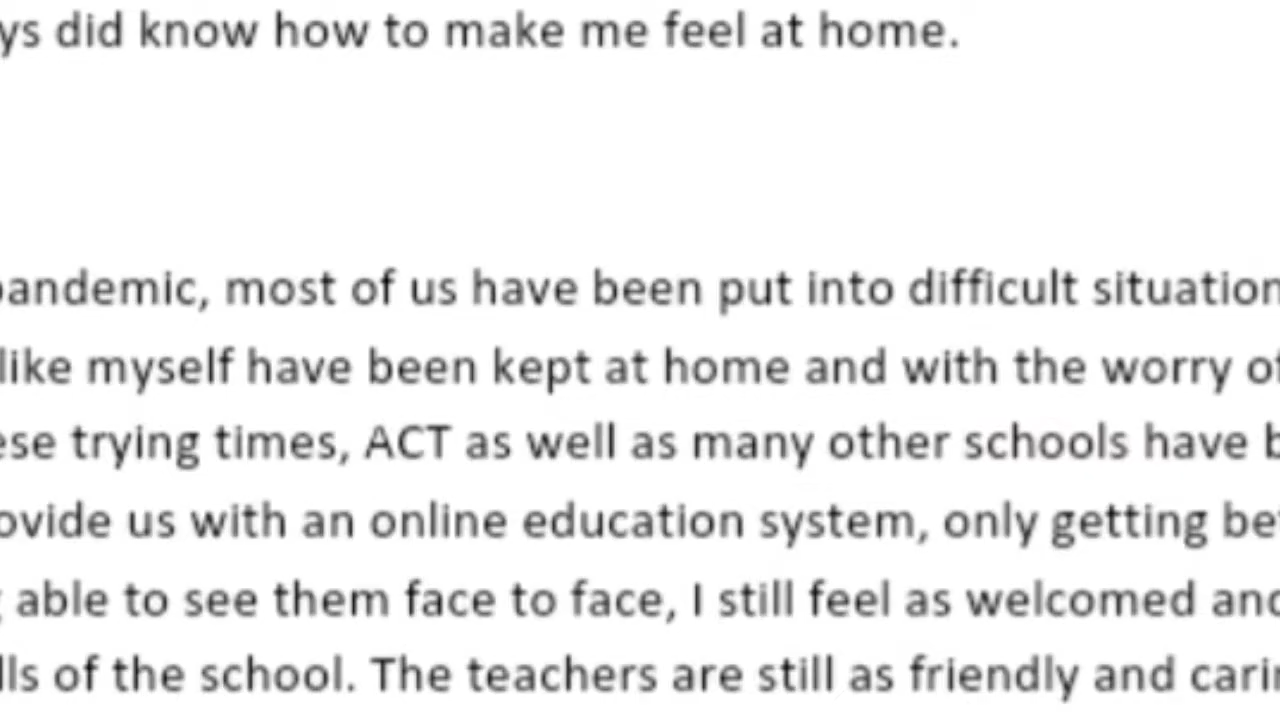 ys did know how to make me feel at home.
pandemic, most of us have been put into difficult situation
like myself have been kept at home and with the worry of
ese trying times, ACT as well as many other schools have b
ovide us with an online education system, only getting bet
g able to see them face to face, I still feel as welcomed and
lls of the school. The teachers are still as friendly and carin